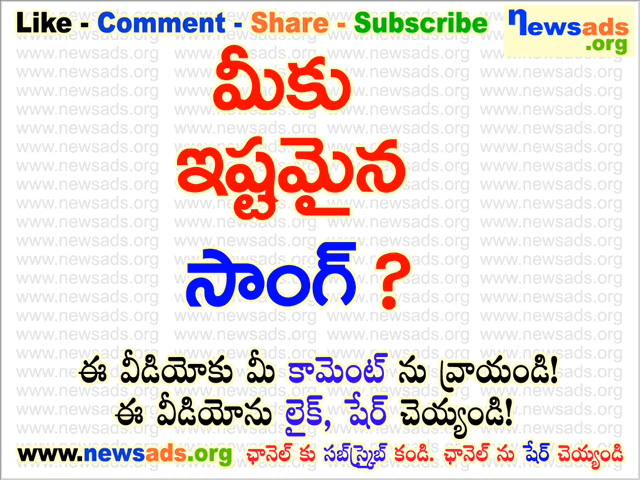 Like - Comment - Share - Subscribe
newsads
.org
మీకు
ఇష్టమైన
సాంగ్ ?
ఈ వీడియోకు మీ కామెంట్ ను వ్రాయండి!
ఈ వీడియోను లైక్, షేర్ చెయ్యండి!
www.newsads.org ఛానెల్ కు సబ్‌స్క్రైబ్ కండి. ఛానెల్ ను షేర్ చెయ్యండి